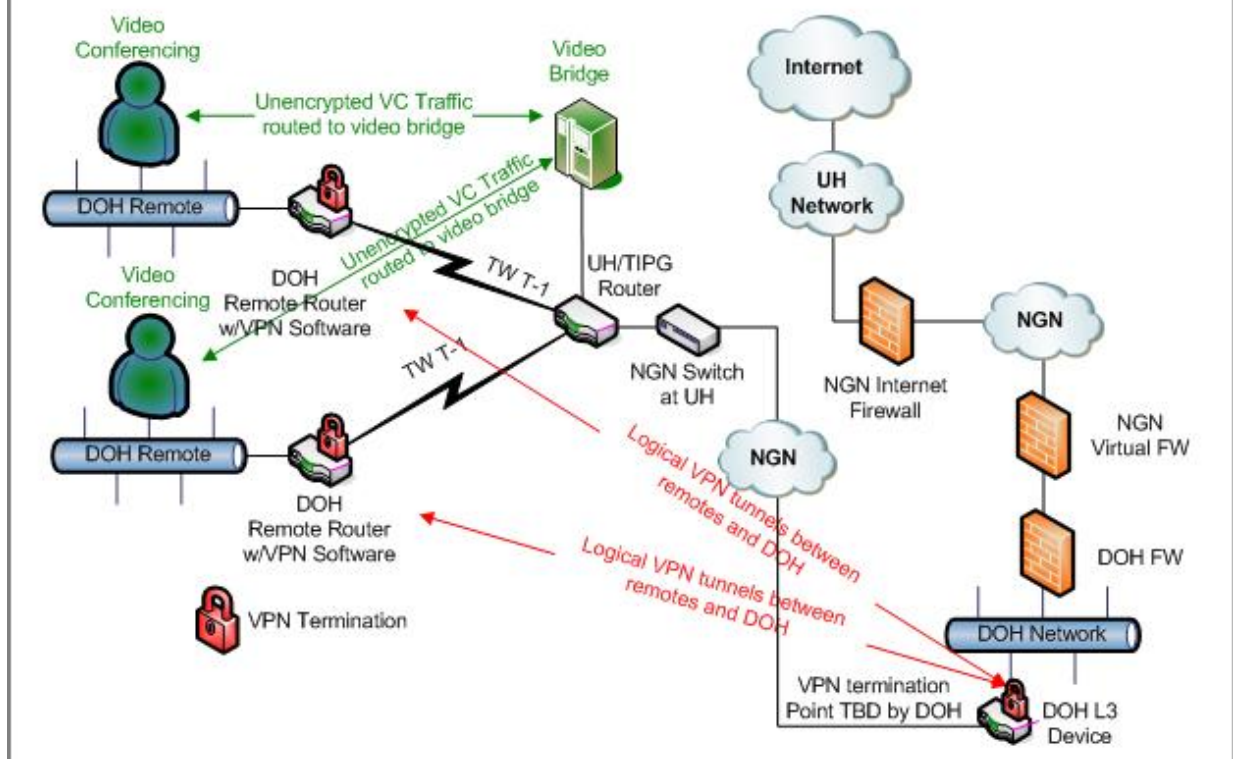 Video
Conferencing
Unencrypted VC Traffic
routed to video bridge
Video
Bridge
Internet
UH
Network
DOH Remote
Unencrypted VC Traffic
routed to video bridge
DOH
Remote Router
w/VPN Software
TW T-1
UH/TIPG
Router
Video
Conferencing
TW T-1
NGN Switch
at UH
NGN Internet
Firewall
NGN
NGN
Virtual FW
DOH Remote
DOH
Remote Router
w/VPN Software
NGN
Logical VPN tunnels between
remotes and DOH
Logical VPN tunnels between
remotes and DOH
DOH FW
VPN Termination
DOH Network
VPN termination
Point TBD by DOH
DOH L3
Device